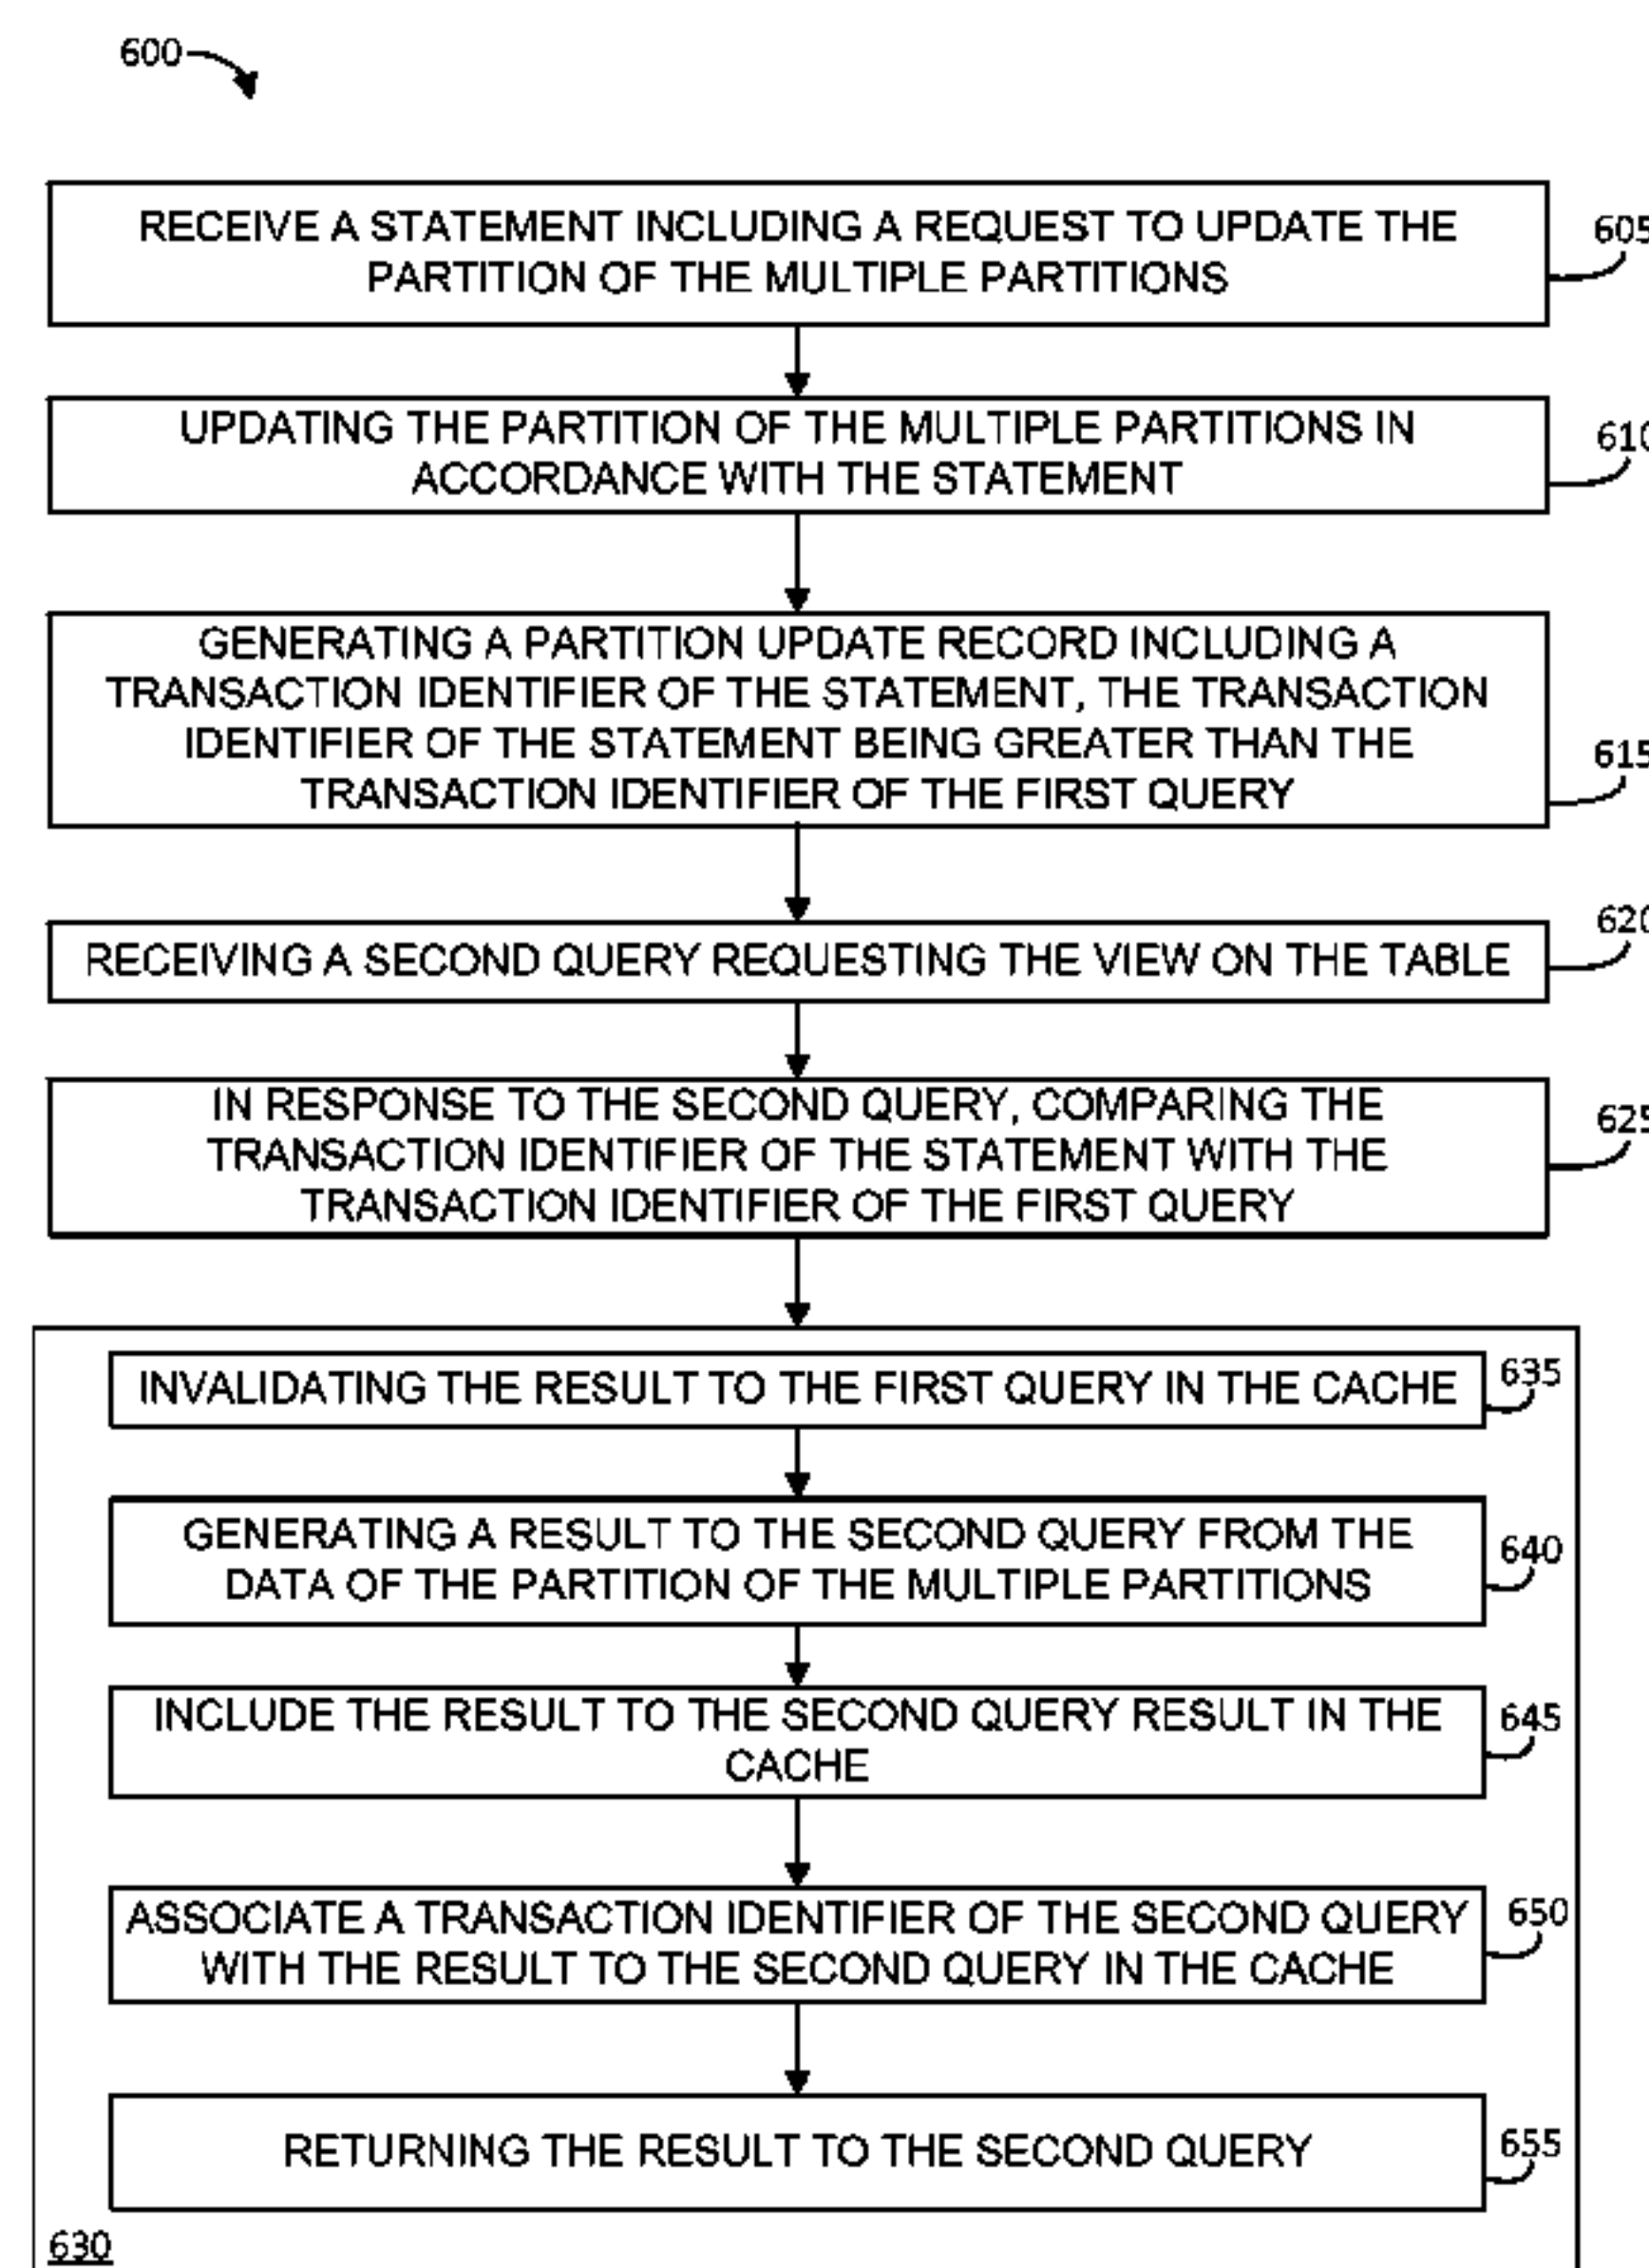 600
RECEIVE A STATEMENT INCLUDING A REQUEST TO UPDATE THE
PARTITION OF THE MULTIPLE PARTITIONS
605
UPDATING THE PARTITION OF THE MULTIPLE PARTITIONS IN
ACCORDANCE WITH THE STATEMENT
610
GENERATING A PARTITION UPDATE RECORD INCLUDING A
TRANSACTION IDENTIFIER OF THE STATEMENT, THE TRANSACTION
IDENTIFIER OF THE STATEMENT BEING GREATER THAN THE
TRANSACTION IDENTIFIER OF THE FIRST QUERY
615
RECEIVING A SECOND QUERY REQUESTING THE VIEW ON THE TABLE
620
IN RESPONSE TO THE SECOND QUERY, COMPARING THE
TRANSACTION IDENTIFIER OF THE STATEMENT WITH THE
TRANSACTION IDENTIFIER OF THE FIRST QUERY
625
INVALIDATING THE RESULT TO THE FIRST QUERY IN THE CACHE
635
GENERATING A RESULT TO THE SECOND QUERY FROM THE
DATA OF THE PARTITION OF THE MULTIPLE PARTITIONS
640
INCLUDE THE RESULT TO THE SECOND QUERY RESULT IN THE
CACHE
645
ASSOCIATE A TRANSACTION IDENTIFIER OF THE SECOND QUERY
WITH THE RESULT TO THE SECOND QUERY IN THE CACHE
650
RETURNING THE RESULT TO THE SECOND QUERY
655
630